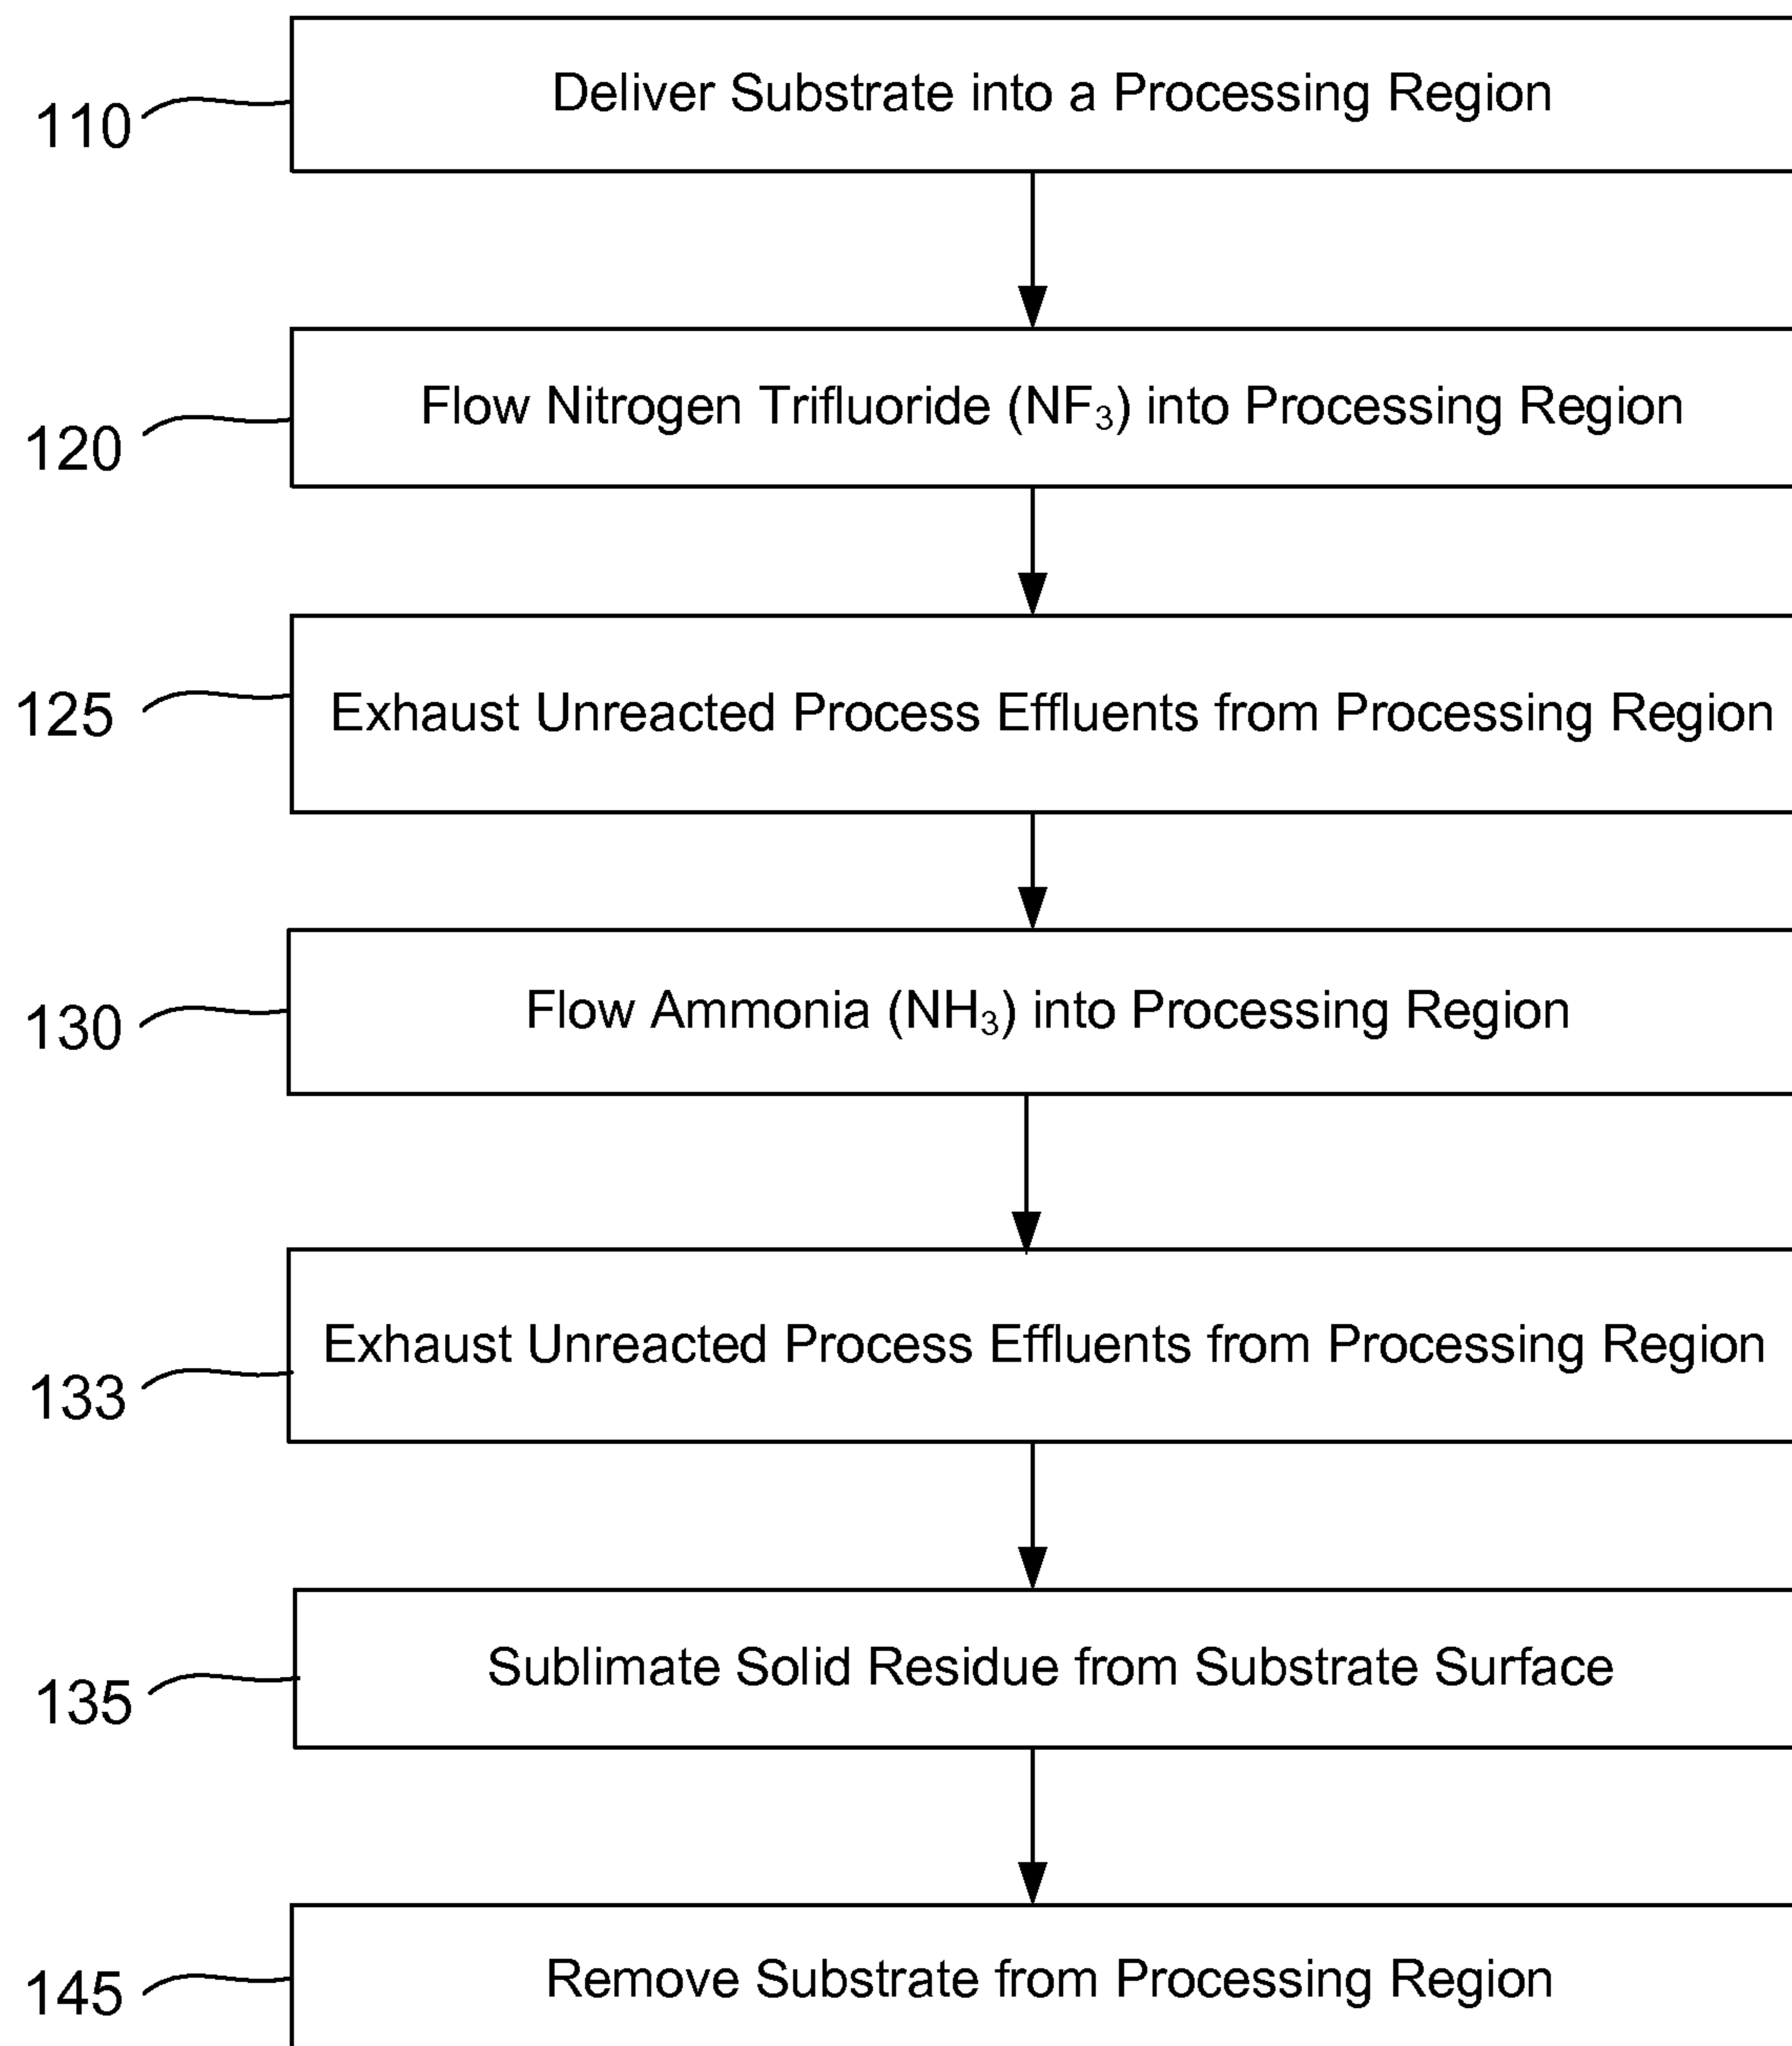 Deliver Substrate into a Processing Region
110
Flow Nitrogen Trifluoride (NF₃) into Processing Region
120
Exhaust Unreacted Process Effluents from Processing Region
125
Flow Ammonia (NH₃) into Processing Region
130
Exhaust Unreacted Process Effluents from Processing Region
133
Sublimate Solid Residue from Substrate Surface
135
Remove Substrate from Processing Region
145